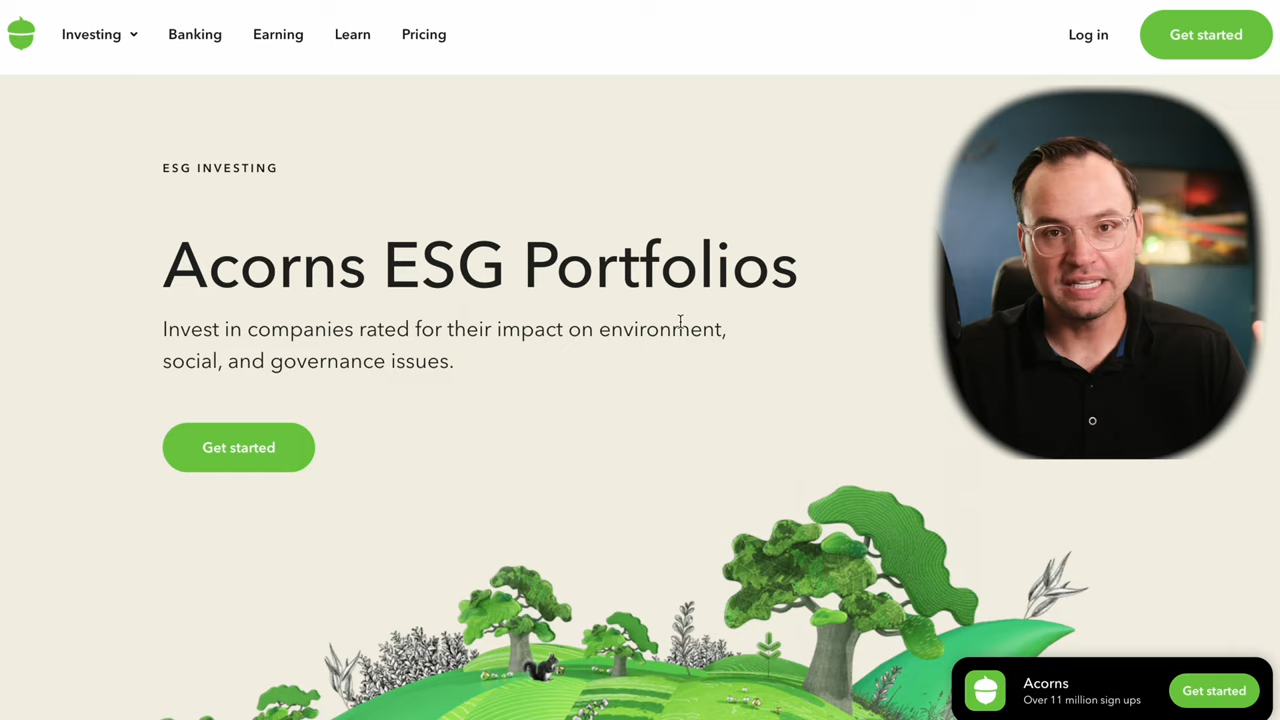 Investing
Banking
Earning
Learn
Pricing
Log in
Get started
ESG INVESTING
Acorns ESG Portfolios
Invest in companies rated for their impact on environment,
social, and governance issues.
Get started
Acorns
Over 11 million sign ups
Get started